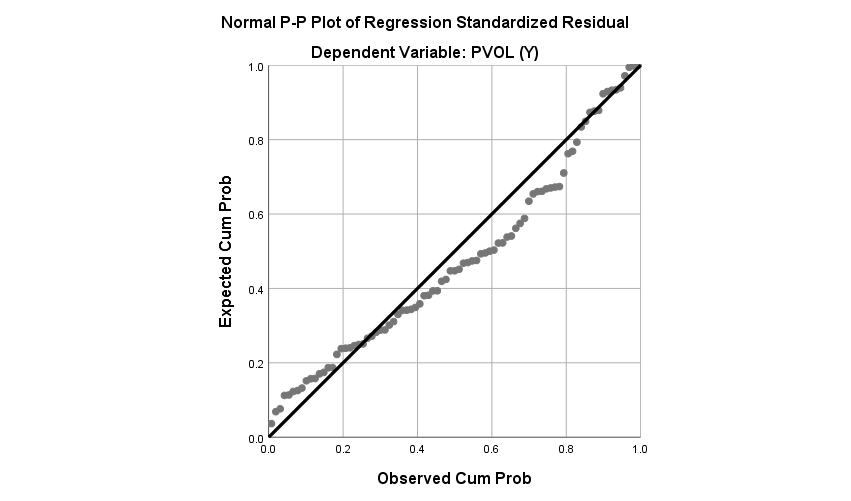 Normal P-P Plot of Regression Standardized Residual
Dependent Variable: PVOL (Y)
1.0
0.8
0.6
0.4
0.2
0.0
Expected Cum Prob
0.0 0.2 0.4 0.6 0.8 1.0
Observed Cum Prob